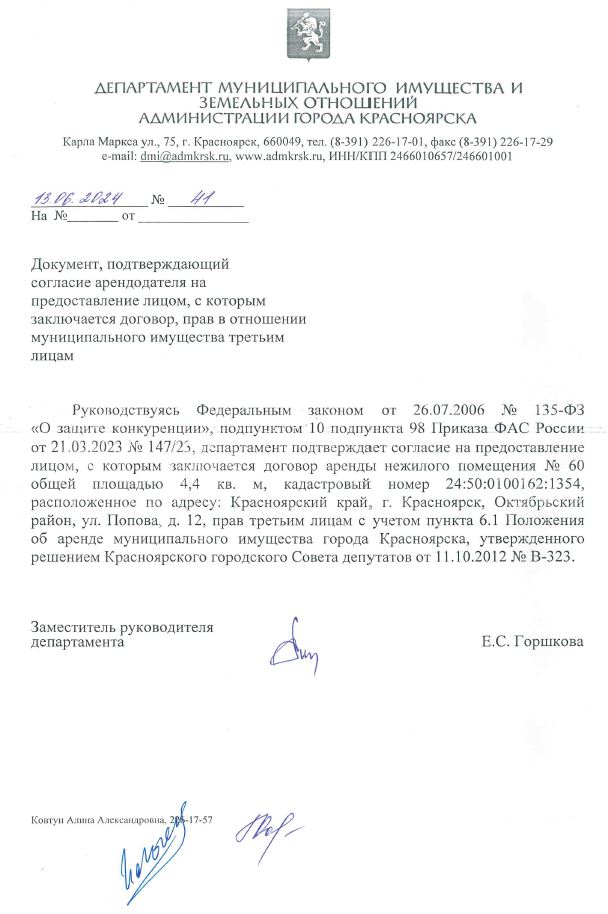 ДЕПАРТАМЕНТ МУНИЦИПАЛЬНОГО ИМУЩЕСТВА И
ЗЕМЕЛЬНЫХ ОТНОШЕНИЙ
АДМИНИСТРАЦИИ ГОРОДА КРАСНОЯРСКА
Карла Маркса ул., 75, г. Красноярск, 660049, тел. (8-391) 226-17-01, факс (8-391) 226-17-29
e-mail: dmi@admkrsk.ru, www.admkrsk.ru, ИНН/КПП 2466010657/246601001
13.06.2024 № 41
На №________ от ________________
Документ, подтверждающий
согласие арендодателя на
предоставление лицом, с которым
заключается договор, прав в отношении
муниципального имущества третьим
лицам
Руководствуясь Федеральным законом от 26.07.2006 № 135-ФЗ
«О защите конкуренции», подпунктом 10 подпункта 98 Приказа ФАС России
от 21.03.2023 № 147/23, департамент подтверждает согласие на предоставление
лицом, с которым заключается договор аренды нежилого помещения № 60
общей площадью 4,4 кв. м, кадастровый номер 24:50:0100162:1354,
расположенное по адресу: Красноярский край, г. Красноярск, Октябрьский
район, ул. Попова, д. 12, прав третьим лицам с учетом пункта 6.1 Положения
об аренде муниципального имущества города Красноярска, утвержденного
решением Красноярского городского Совета депутатов от 11.10.2012 № В-323.
Заместитель руководителя
департамента Е.С. Горшкова
Ковтун Алина Александровна, 226-17-57